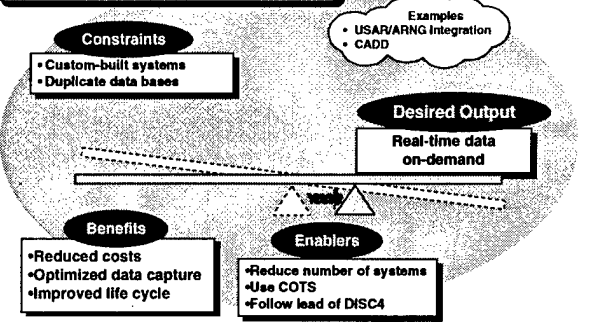 Examples
• USAR/ARNG Integration
• CADD
Constraints
• Custom-built systems
• Duplicate data bases
Desired Output
Real-time data
on-demand
Benefits
•Reduced costs
•Optimized data capture
•Improved life cycle
Enablers
•Reduce number of systems
•Use COTS
•Follow lead of DISC4